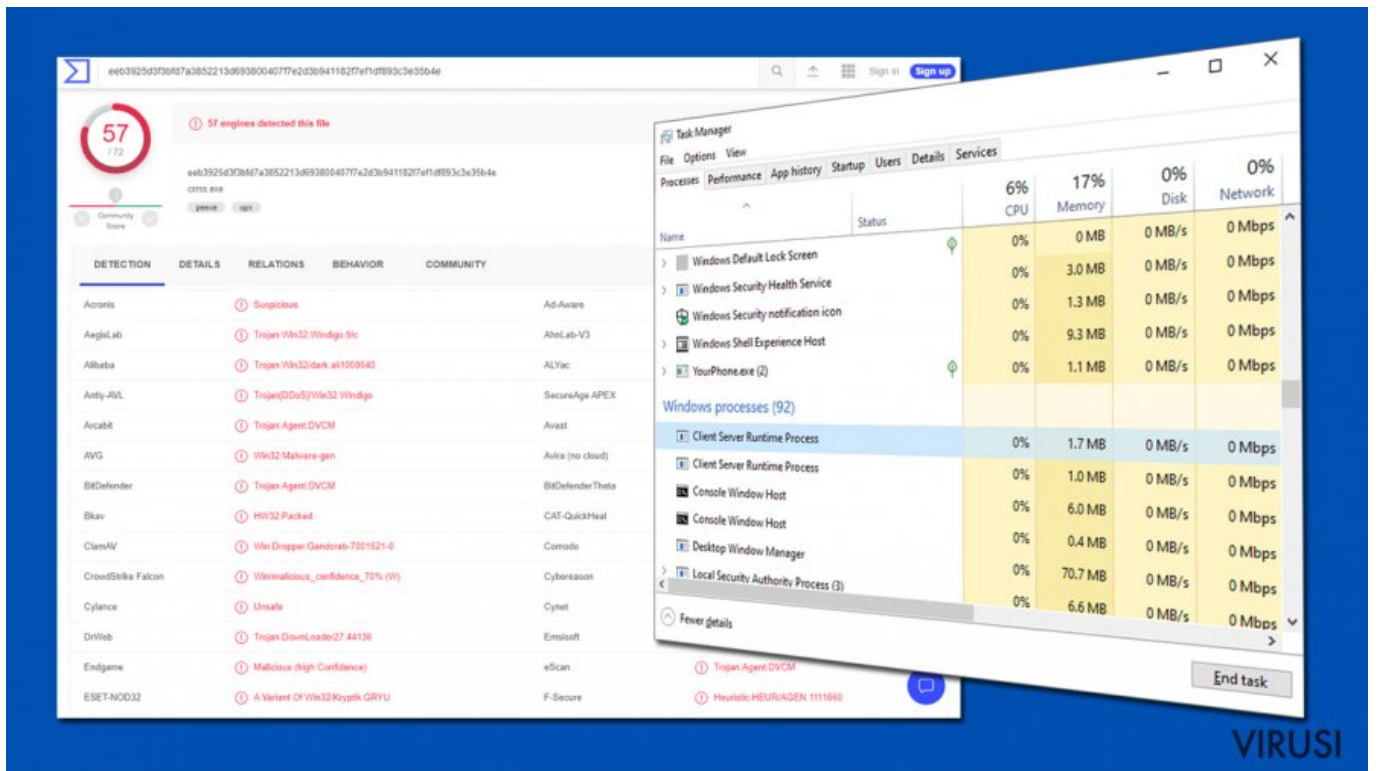 eeb3925d3f3bfd7a3852213d693800407f7e2d3b941182f7ef1df893c3e35b4e
Sign in
Sign up
57
/ 72
57 engines detected this file
eeb3925d3f3bfd7a3852213d693800407f7e2d3b941182f7ef1df893c3e35b4e
csrss.exe
peexe
upx
Community
Score
DETECTION
DETAILS
RELATIONS
BEHAVIOR
COMMUNITY
Acronis
Suspicious
Ad-Aware
AegisLab
Trojan.Win32.Windigo.9!c
AhnLab-V3
Alibaba
Trojan:Win32/dark.ali1000040
ALYac
Antiy-AVL
Trojan[DDoS]/Win32.Windigo
SecureAge APEX
Arcabit
Trojan.Agent.DVCM
Avast
AVG
Win32:Malware-gen
Avira (no cloud)
BitDefender
Trojan.Agent.DVCM
BitDefenderTheta
Bkav
HW32.Packed.
CAT-QuickHeal
ClamAV
Win.Dropper.Gandcrab-7001521-0
Comodo
CrowdStrike Falcon
Win/malicious_confidence_70% (W)
Cybereason
Cylance
Unsafe
Cynet
DrWeb
Trojan.DownLoader27.44136
Emsisoft
Endgame
Malicious (high Confidence)
eScan
Trojan.Agent.DVCM
ESET-NOD32
A Variant Of Win32/Kryptik.GRYU
F-Secure
Heuristic.HEUR/AGEN.1111660
Task Manager
File Options View
Processes Performance App history Startup Users Details Services
6% 17% 0% 0%
Name Status CPU Memory Disk Network
Windows Default Lock Screen 0% 0 MB 0 MB/s 0 Mbps
Windows Security Health Service 0% 3.0 MB 0 MB/s 0 Mbps
Windows Security notification icon 0% 1.3 MB 0 MB/s 0 Mbps
Windows Shell Experience Host 0% 9.3 MB 0 MB/s 0 Mbps
YourPhone.exe (2) 0% 1.1 MB 0 MB/s 0 Mbps
Windows processes (92)
Client Server Runtime Process 0% 1.7 MB 0 MB/s 0 Mbps
Client Server Runtime Process 0% 1.0 MB 0 MB/s 0 Mbps
Console Window Host 0% 6.0 MB 0 MB/s 0 Mbps
Console Window Host 0% 0.4 MB 0 MB/s 0 Mbps
Desktop Window Manager 0% 70.7 MB 0 MB/s 0 Mbps
Local Security Authority Process (3) 0% 6.6 MB 0 MB/s 0 Mbps
Fewer details
End task
VIRUSI